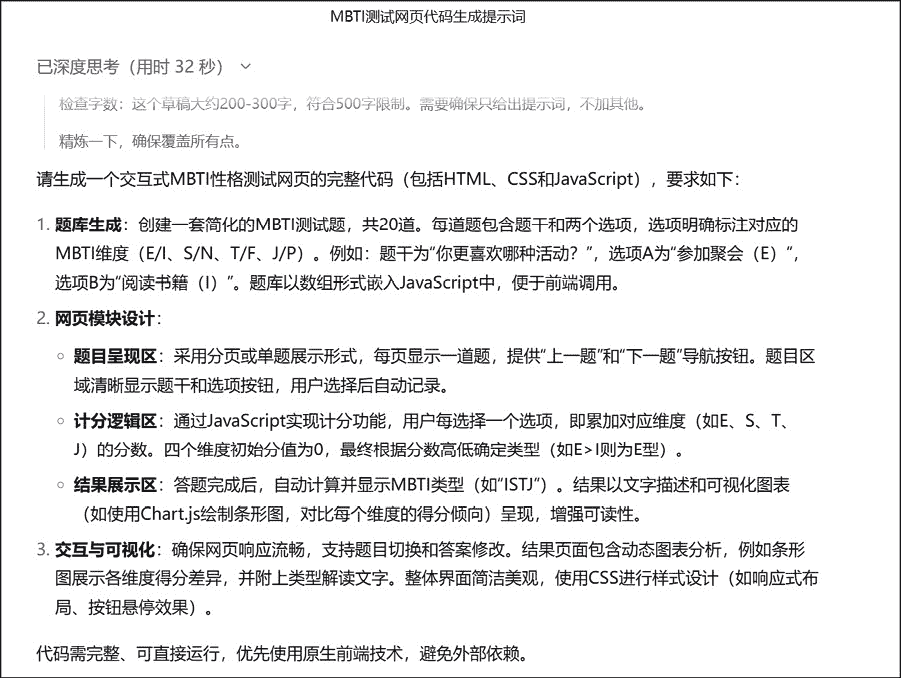 MBTI测试网页代码生成提示词
已深度思考（用时 32 秒）
检查字数：这个草稿大约200-300字，符合500字限制。需要确保只给出提示词，不加其他。
精炼一下，确保覆盖所有点。
请生成一个交互式MBTI性格测试网页的完整代码（包括HTML、CSS和JavaScript），要求如下：
1. 题库生成：创建一套简化的MBTI测试题，共20道。每道题包含题干和两个选项，选项明确标注对应的
MBTI维度（E/I、S/N、T/F、J/P）。例如：题干为“你更喜欢哪种活动？”，选项A为“参加聚会（E）”，
选项B为“阅读书籍（I）”。题库以数组形式嵌入JavaScript中，便于前端调用。
2. 网页模块设计：
○ 题目呈现区：采用分页或单题展示形式，每页显示一道题，提供“上一题”和“下一题”导航按钮。题目区
域清晰显示题干和选项按钮，用户选择后自动记录。
○ 计分逻辑区：通过JavaScript实现计分功能，用户每选择一个选项，即累加对应维度（如E、S、T、
J）的分数。四个维度初始分值为0，最终根据分数高低确定类型（如E>I则为E型）。
○ 结果展示区：答题完成后，自动计算并显示MBTI类型（如“ISTJ”）。结果以文字描述和可视化图表
（如使用Chart.js绘制条形图，对比每个维度的得分倾向）呈现，增强可读性。
3. 交互与可视化：确保网页响应流畅，支持题目切换和答案修改。结果页面包含动态图表分析，例如条形
图展示各维度得分差异，并附上类型解读文字。整体界面简洁美观，使用CSS进行样式设计（如响应式布
局、按钮悬停效果）。
代码需完整、可直接运行，优先使用原生前端技术，避免外部依赖。